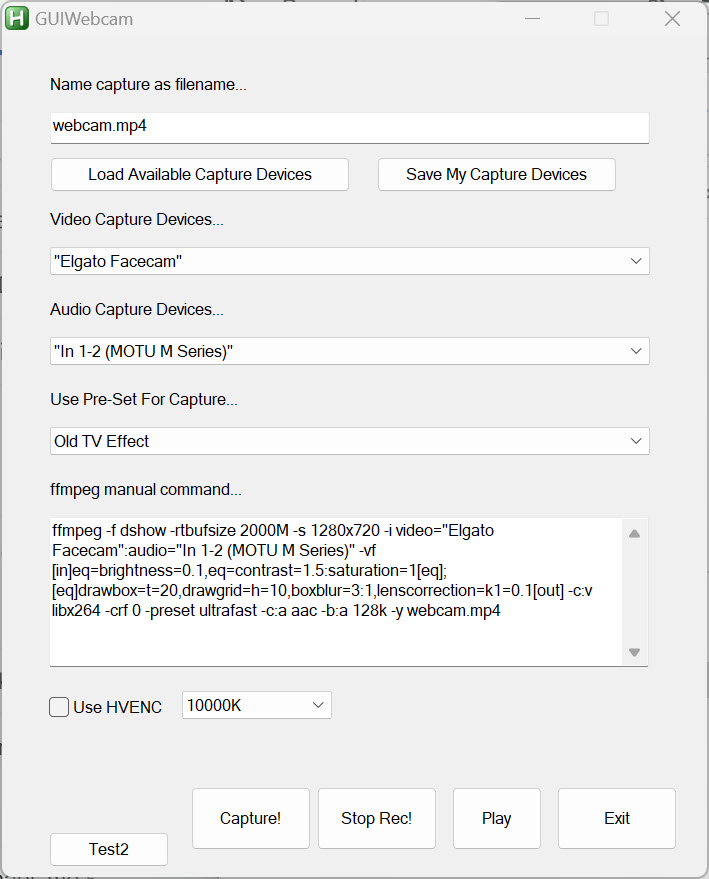 GUIWebcam
Name capture as filename...
webcam.mp4
Load Available Capture Devices
Save My Capture Devices
Video Capture Devices...
"Elgato Facecam"
Audio Capture Devices...
"In 1-2 (MOTU M Series)"
Use Pre-Set For Capture...
Old TV Effect
ffmpeg manual command...
ffmpeg -f dshow -rtbufsize 2000M -s 1280x720 -i video="Elgato
Facecam":audio="In 1-2 (MOTU M Series)" -vf
[in]eq=brightness=0.1,eq=contrast=1.5:saturation=1[eq];
[eq]drawbox=t=20,drawgrid=h=10,boxblur=3:1,lenscorrection=k1=0.1[out] -c:v
libx264 -crf 0 -preset ultrafast -c:a aac -b:a 128k -y webcam.mp4
Use HVENC
10000K
Capture!
Stop Rec!
Play
Exit
Test2